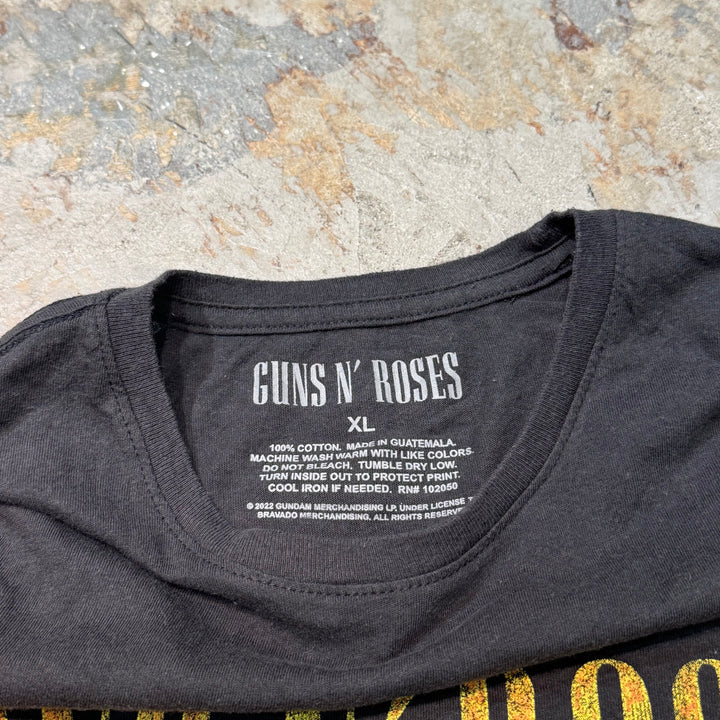 GUNS N' ROSES
XL
100% COTTON. MADE IN GUATEMALA.
MACHINE WASH WARM WITH LIKE COLORS.
DO NOT BLEACH. TUMBLE DRY LOW.
TURN INSIDE OUT TO PROTECT PRINT.
COOL IRON IF NEEDED. RN# 102050
© 2022 GUNDAM MERCHANDISING LP, UNDER LICENSE T
BRAVADO MERCHANDISING. ALL RIGHTS RESERVE